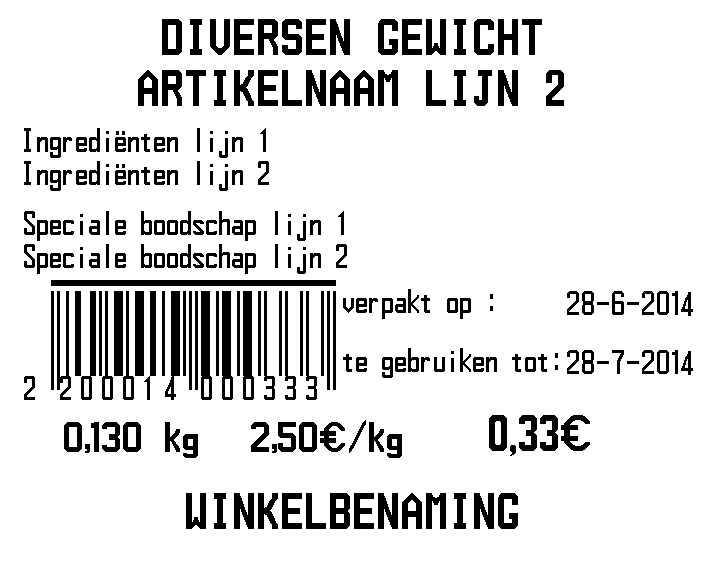 DIVERSEN GEWICHT
ARTIKELNAAM LIJN 2
Ingrediënten lijn 1
Ingrediënten lijn 2
Speciale boodschap lijn 1
Speciale boodschap lijn 2
verpakt op : 28-6-2014
te gebruiken tot: 28-7-2014
2 200014 000333
0,130 kg 2,50€/kg 0,33€
WINKELBENAMING